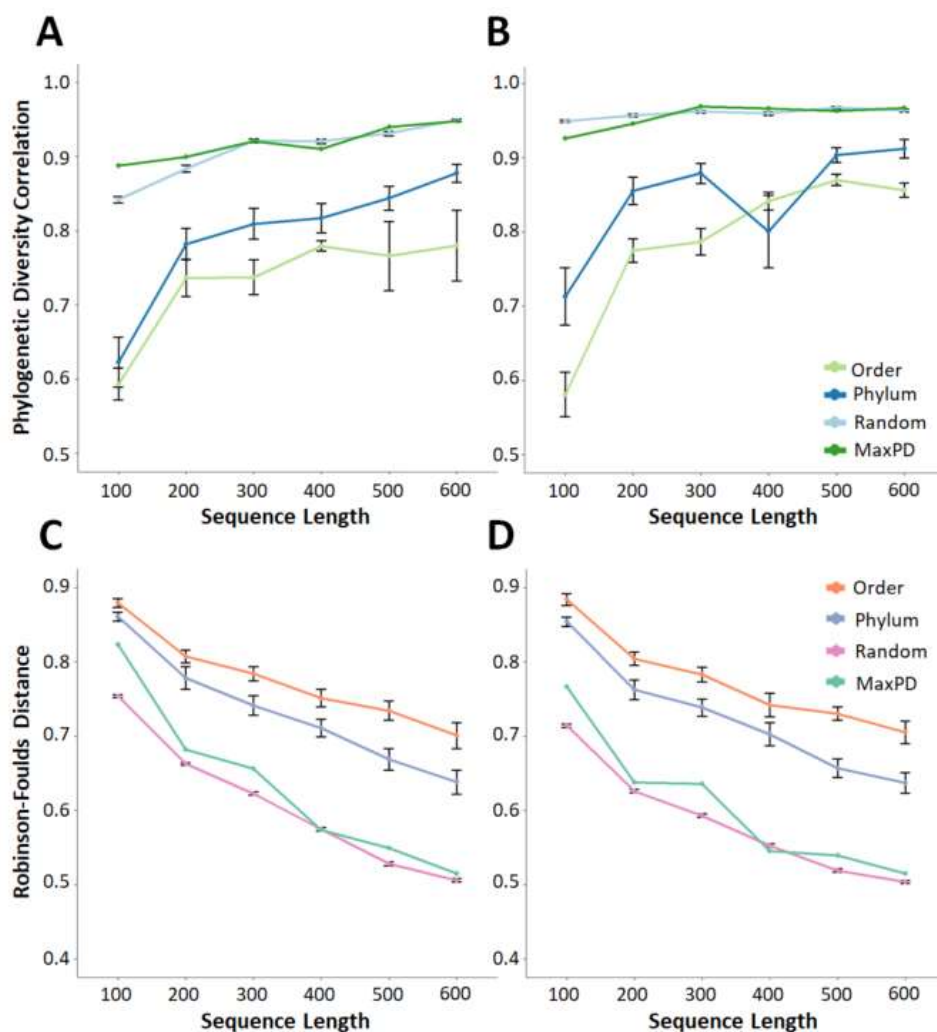 A
B
Phylogenetic Diversity Correlation
1.0
0.9
0.8
0.7
0.6
0.5
100 200 300 400 500 600
Sequence Length
1.0
0.9
0.8
0.7
0.6
0.5
Order
Phylum
Random
MaxPD
100 200 300 400 500 600
Sequence Length
C
D
Robinson-Foulds Distance
0.9
0.8
0.7
0.6
0.5
0.4
100 200 300 400 500 600
Sequence Length
0.9
0.8
0.7
0.6
0.5
0.4
Order
Phylum
Random
MaxPD
100 200 300 400 500 600
Sequence Length